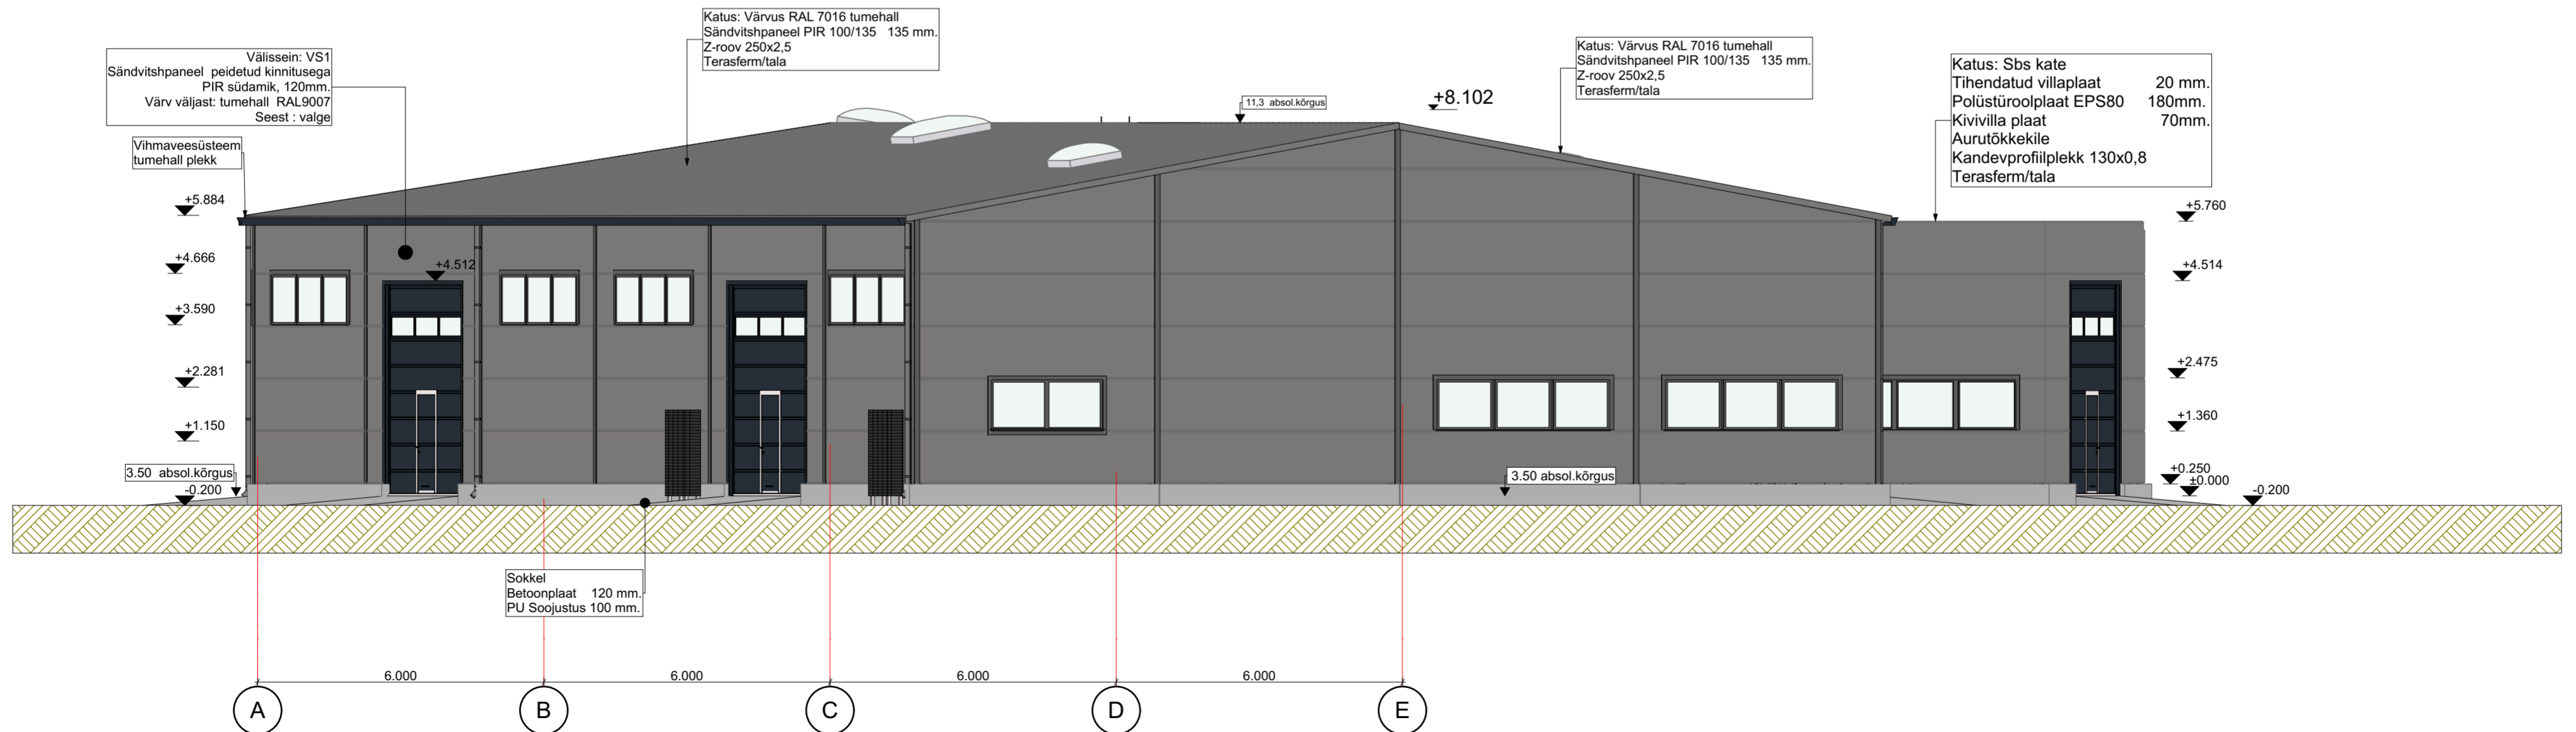 Katus: Värvus RAL 7016 tumehall
Sändvitshpaneel PIR 100/135 135 mm.
Z-roov 250x2,5
Terasferm/tala
Katus: Värvus RAL 7016 tumehall
Sändvitshpaneel PIR 100/135 135 mm.
Z-roov 250x2,5
Terasferm/tala
Välissein: VS1
Sändvitshpaneel peidetud kinnitusega
PIR südamik, 120mm.
Värv väljast: tumehall RAL9007
Seest : valge
Katus: Sbs kate
Tihendatud villaplaat 20 mm.
Polüstüroolplaat EPS80 180mm.
Kivivilla plaat 70mm.
Aurutõkkekile
Kandevprofiilplekk 130x0,8
Terasferm/tala
11,3 absol.kõrgus
+8.102
Vihmaveesüsteem
tumehall plekk
+5.884
+4.666
+4.512
+3.590
+2.281
+1.150
3.50 absol.kõrgus
-0.200
+5.760
+4.514
+2.475
+1.360
+0.250
±0.000
-0.200
3.50 absol.kõrgus
Sokkel
Betoonplaat 120 mm.
PU Soojustus 100 mm.
6.000 6.000 6.000 6.000
A B C D E